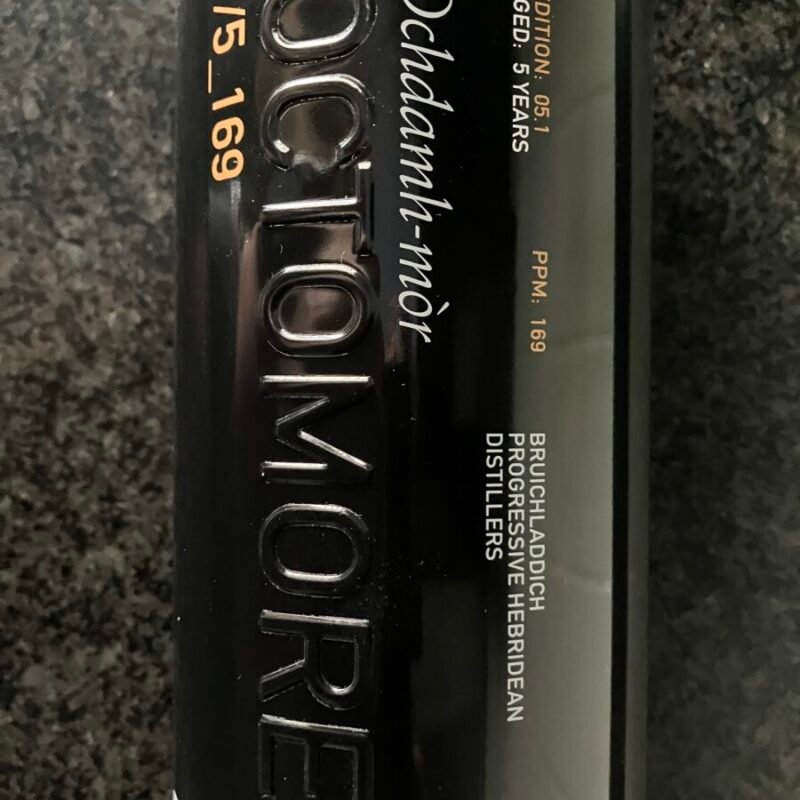 /5_169
OCTOMORE
Ochdamh-mòr
EDITION: 05.1
AGED: 5 YEARS
PPM: 169
BRUICHLADDICH
PROGRESSIVE HEBRIDEAN
DISTILLERS